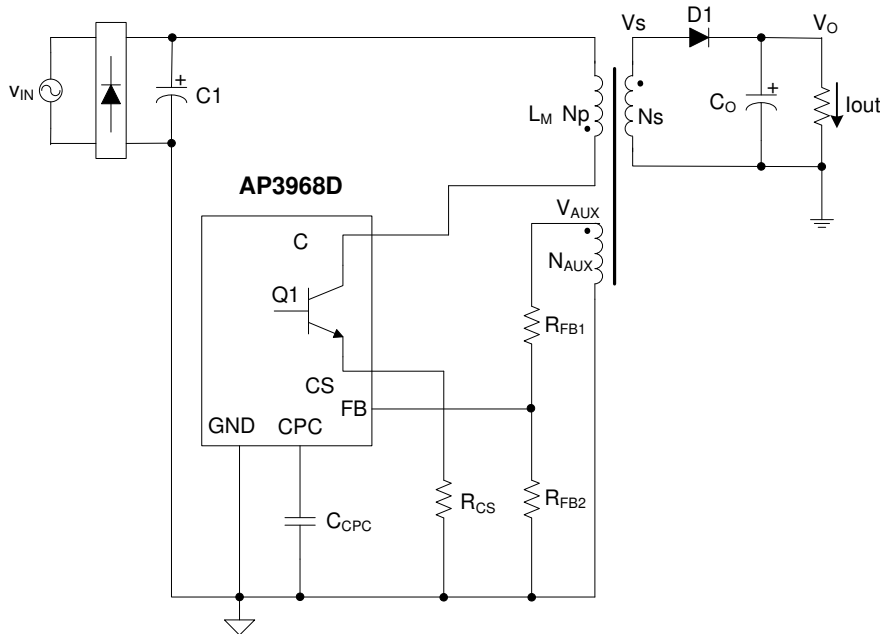 Vs
D1
VO
vIN
+
C1
LM Np
Ns
CO
+
Iout
AP3968D
C
VAUX
NAUX
Q1
RFB1
CS
FB
GND
CPC
CCPC
RCS
RFB2